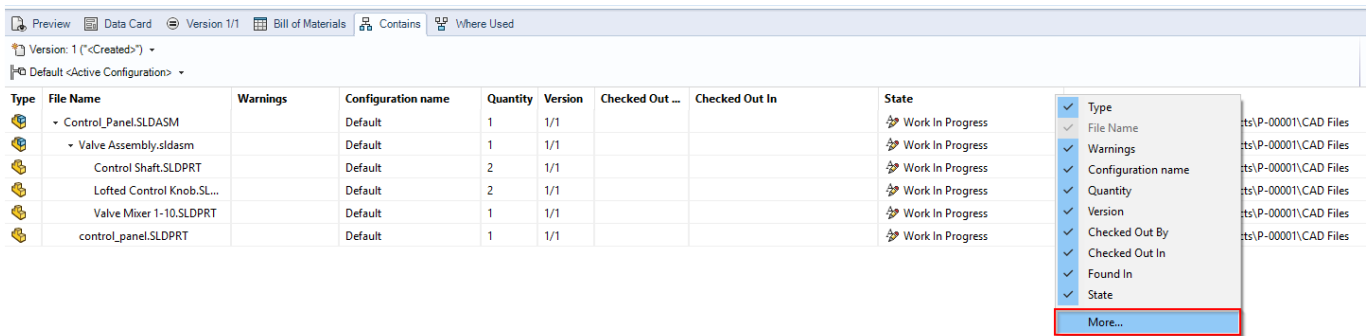 Preview Data Card Version 1/1 Bill of Materials Contains Where Used
Version: 1 ("<Created>")
Default <Active Configuration>
Type File Name Warnings Configuration name Quantity Version Checked Out ... Checked Out In State
Control_Panel.SLDASM Default 1 1/1 Work In Progress
Valve Assembly.sldasm Default 1 1/1 Work In Progress
Control Shaft.SLDPRT Default 2 1/1 Work In Progress
Lofted Control Knob.SL... Default 2 1/1 Work In Progress
Valve Mixer 1-10.SLDPRT Default 1 1/1 Work In Progress
control_panel.SLDPRT Default 1 1/1 Work In Progress
Type
File Name
Warnings
Configuration name
Quantity
Version
Checked Out By
Checked Out In
Found In
State
More...
cts\P-00001\CAD Files
cts\P-00001\CAD Files
cts\P-00001\CAD Files
cts\P-00001\CAD Files
cts\P-00001\CAD Files
cts\P-00001\CAD Files